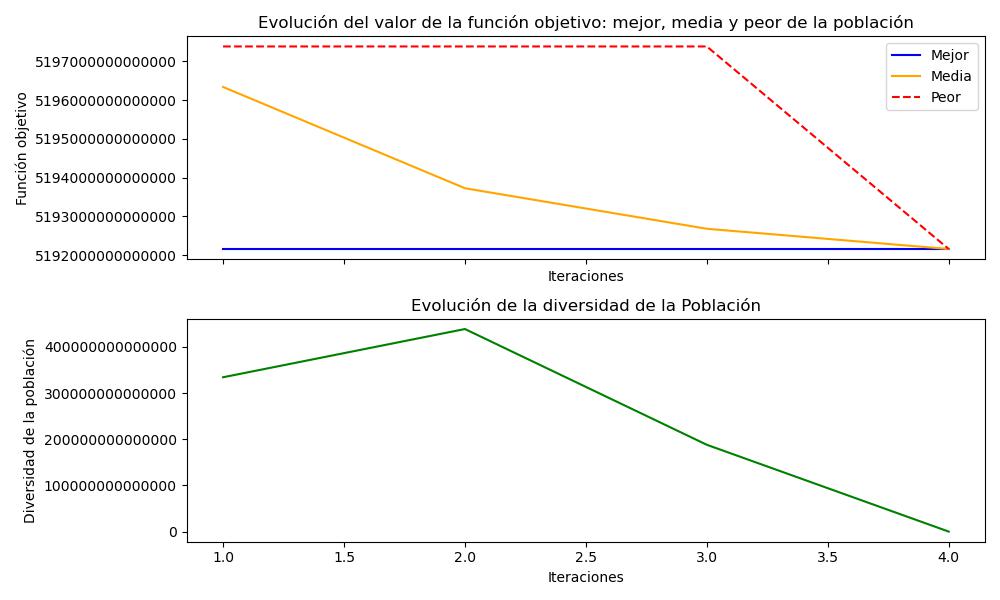 Evolución del valor de la función objetivo: mejor, media y peor de la población
Función objetivo
5197000000000000
5196000000000000
5195000000000000
5194000000000000
5193000000000000
5192000000000000
Mejor
Media
Peor
Iteraciones
Evolución de la diversidad de la Población
Diversidad de la población
400000000000000
300000000000000
200000000000000
100000000000000
0
1.0 1.5 2.0 2.5 3.0 3.5 4.0
Iteraciones